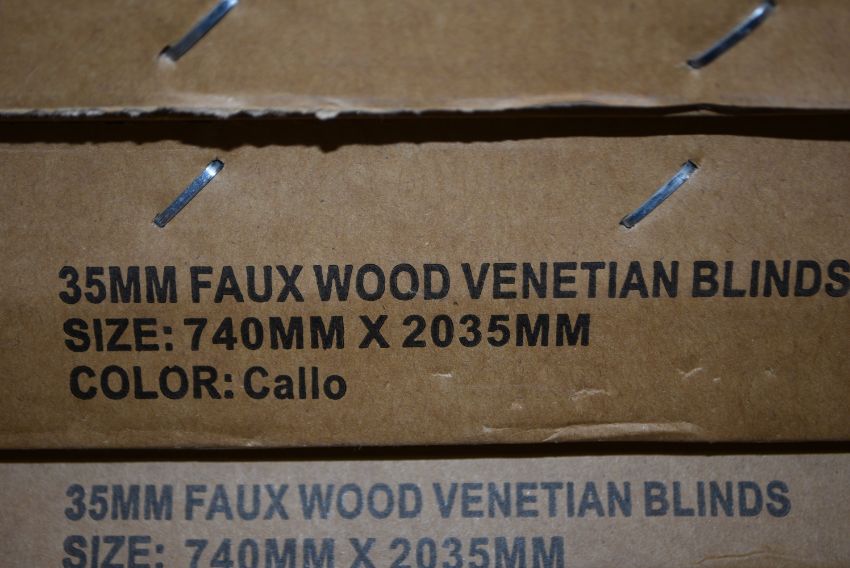 35MM FAUX WOOD VENETIAN BLINDS
SIZE: 740MM X 2035MM
COLOR: Callo
35MM FAUX WOOD VENETIAN BLINDS
SIZE: 740MM X 2035MM